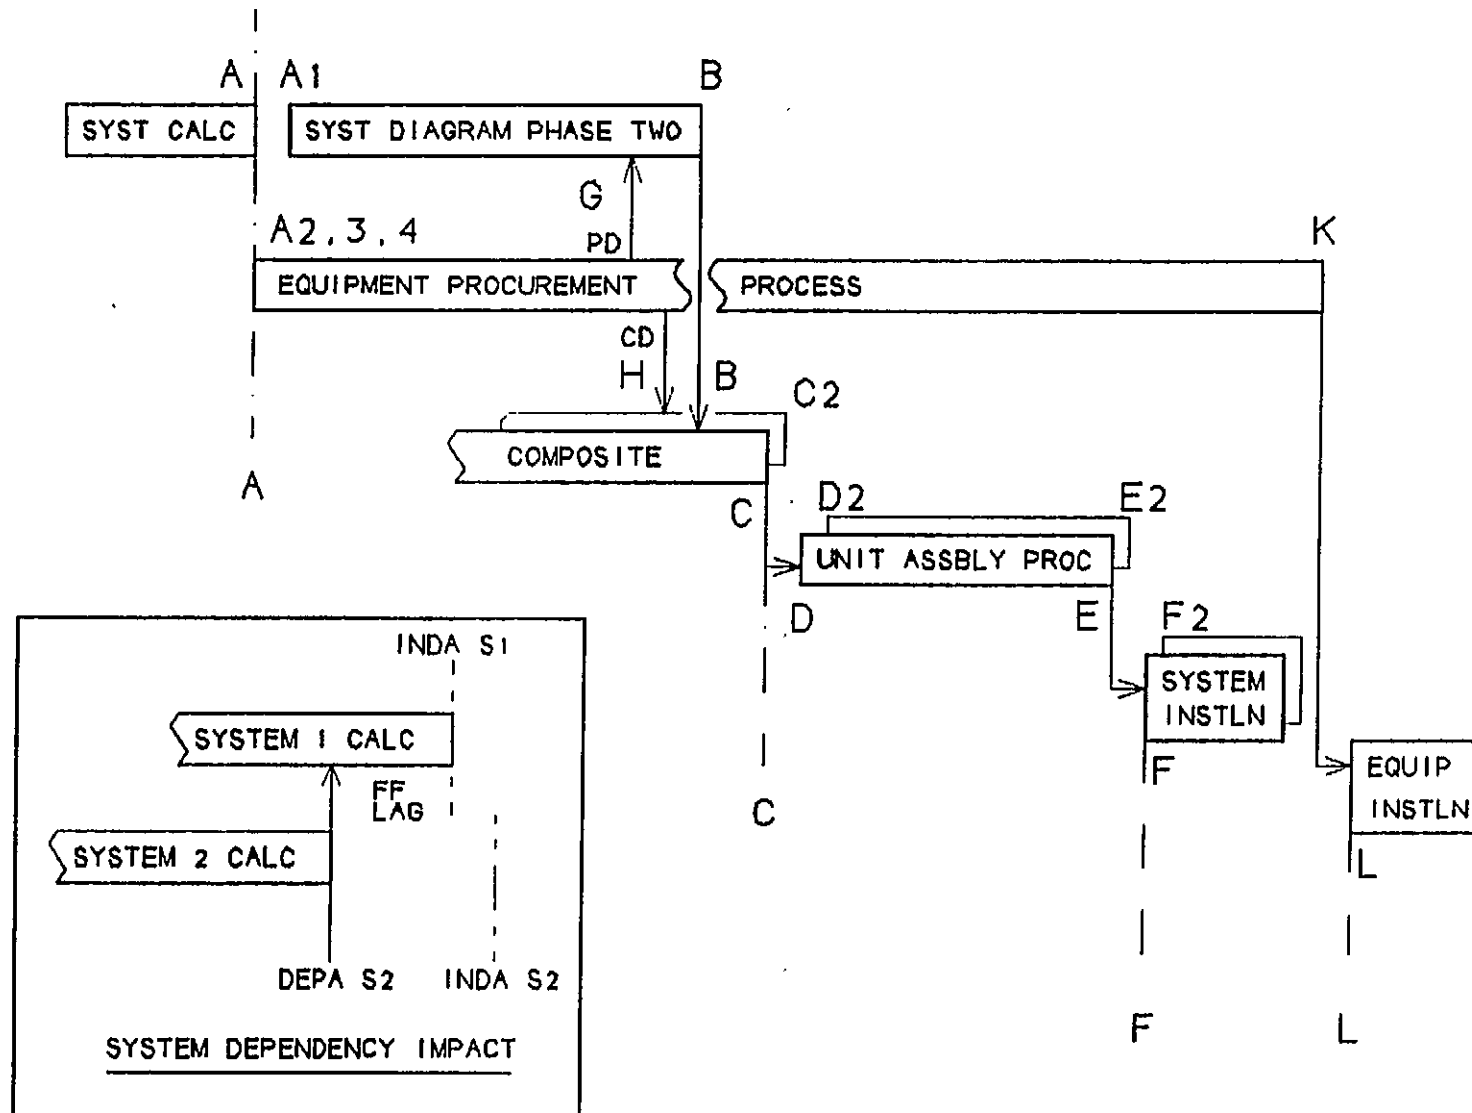 A A1 B
SYST CALC SYST DIAGRAM PHASE TWO
G
A2,3,4 PD K
EQUIPMENT PROCUREMENT PROCESS
CD
H B C2
COMPOSITE
A
C D2 E2
UNIT ASSBLY PROC
D E F2
SYSTEM
INSTLN
F EQUIP
INSTLN
C
L
F L
INDA S1
SYSTEM 1 CALC
FF
LAG
SYSTEM 2 CALC
DEPA S2 INDA S2
SYSTEM DEPENDENCY IMPACT